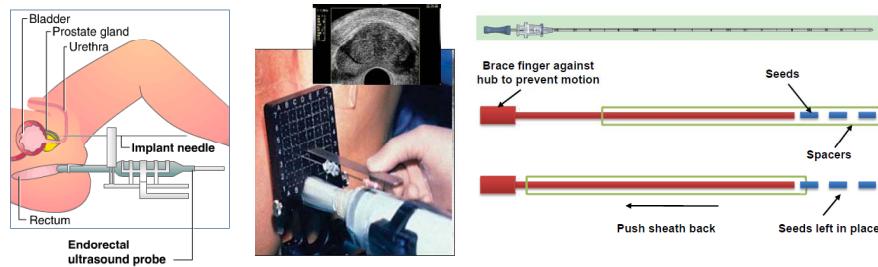 Bladder
Prostate gland
Urethra
Implant needle
Rectum
Endorectal
ultrasound probe
A B C D E F G
Brace finger against
hub to prevent motion
Seeds
Spacers
Push sheath back
Seeds left in place